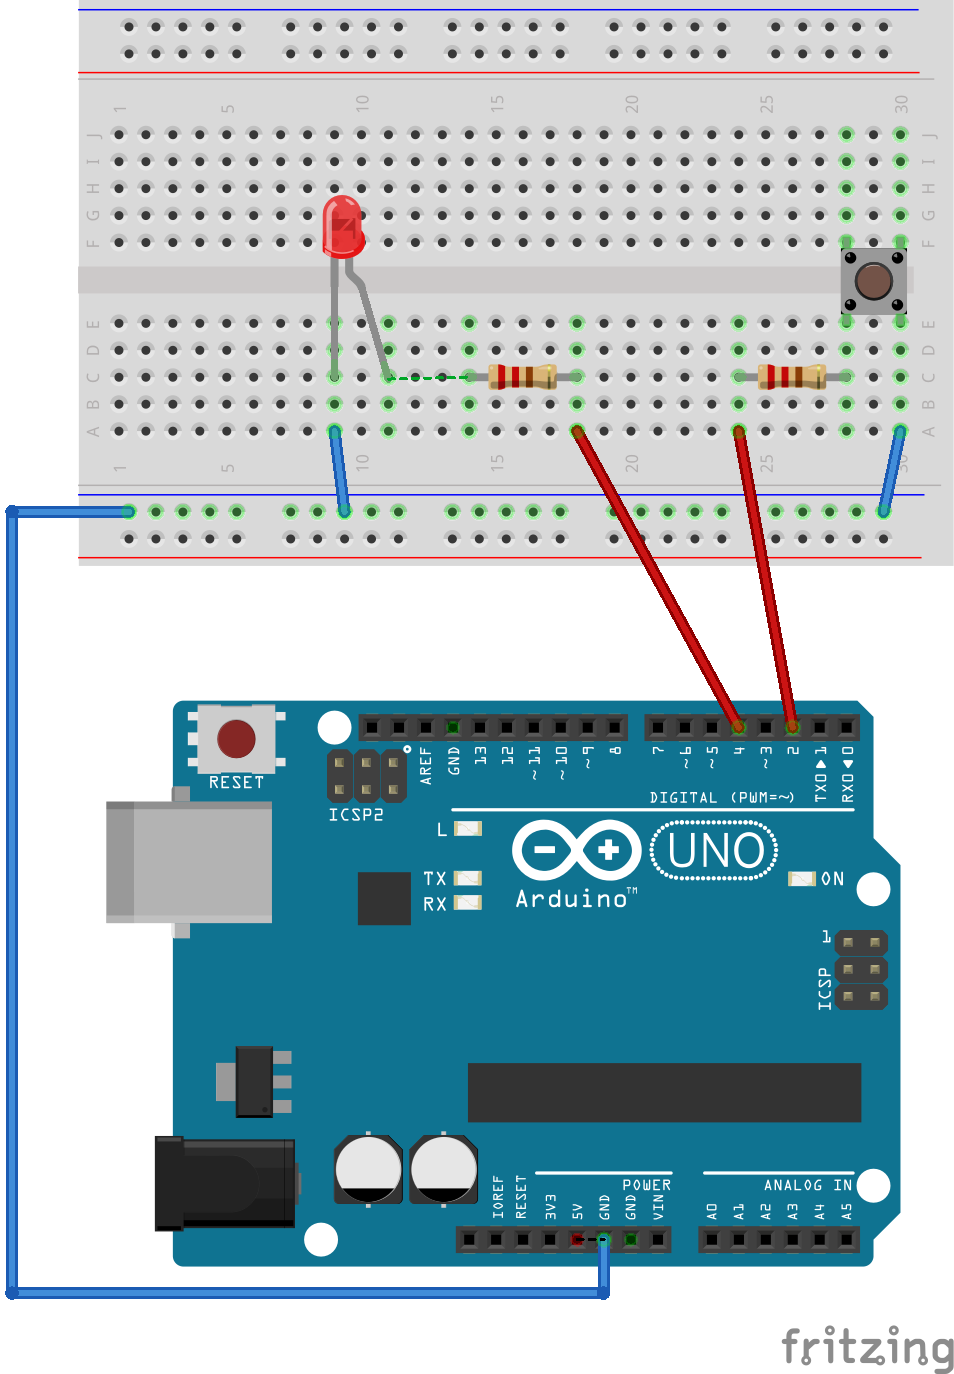 1 5 10 15 20 25 30
J J
I I
H H
G G
F F
E E
D D
C C
B B
A A
1 5 10 15 20 25 30
RESET
ICSP2
AREF GND 13 12 ~11 ~10 ~9 8 7 ~6 ~5 4 ~3 2 TX0▶1 RX0◀0
DIGITAL (PWM=~)
L
TX
RX
UNO
Arduino™
ON
1
ICSP
POWER
ANALOG IN
IOREF RESET 3V3 5V GND GND VIN A0 A1 A2 A3 A4 A5
fritzing